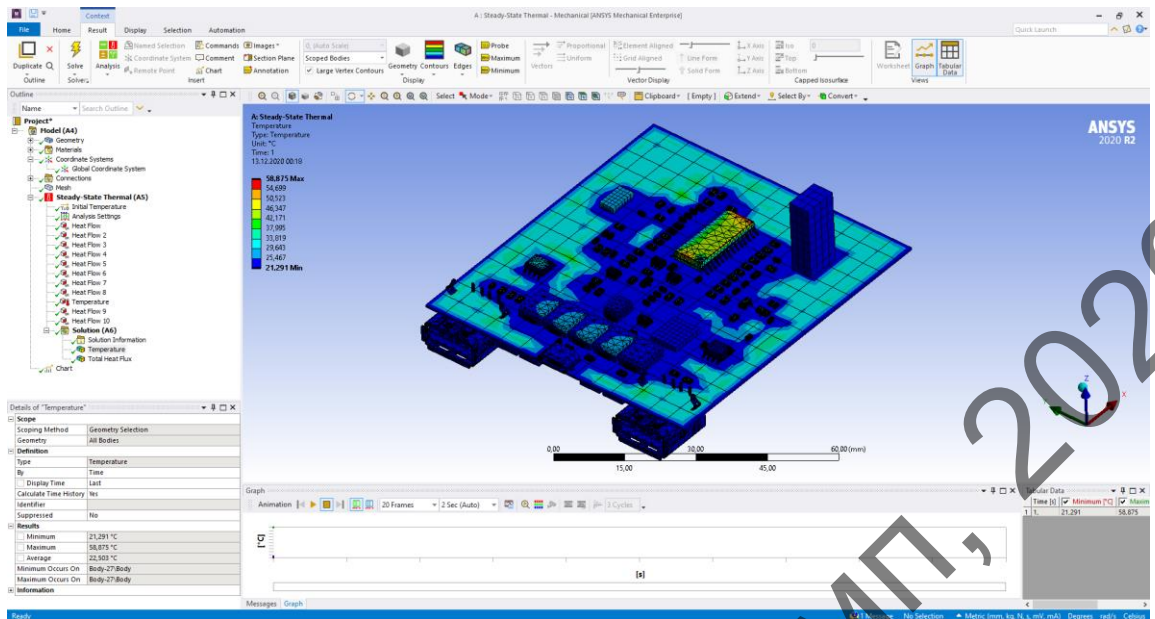 A : Steady-State Thermal - Mechanical [ANSYS Mechanical Enterprise]
Context
File Home Result Display Selection Automation
Quick Launch
Named Selection Commands Images Section Plane Annotation
Coordinate System Comment
Remote Point Chart
Duplicate Solve Analysis
Scoped Bodies
Large Vertex Contours
Geometry Contours Edges
Probe Maximum Minimum
Vectors Proportional Uniform
Element Aligned Grid Aligned
Line Form Solid Form
X Axis Y Axis Z Axis
Iso Top Bottom
Worksheet Graph Tabular Data
Outline Solve Insert Display Vector Display Capped Isosurface Views
Outline
Name Search Outline
Select Mode Clipboard [Empty] Extend Select By Convert
Project*
Model (A4)
Geometry
Materials
Coordinate Systems
Global Coordinate System
Connections
Mesh
Steady-State Thermal (A5)
Initial Temperature
Analysis Settings
Heat Flow
Heat Flow 2
Heat Flow 3
Heat Flow 4
Heat Flow 5
Heat Flow 6
Heat Flow 7
Heat Flow 8
Temperature
Heat Flow 9
Heat Flow 10
Solution (A6)
Solution Information
Temperature
Total Heat Flux
Chart
A: Steady-State Thermal
Temperature
Type: Temperature
Unit: °C
Time: 1
13.12.2020 00:18
58,875 Max
54,699
50,523
46,347
42,171
37,995
33,819
29,643
25,467
21,291 Min
ANSYS
2020 R2
0,00 30,00 60,00 (mm)
15,00 45,00
Z
X
Details of "Temperature"
Scope
Scoping Method Geometry Selection
Geometry All Bodies
Definition
Type Temperature
By Time
Display Time Last
Calculate Time History Yes
Identifier
Suppressed No
Results
Minimum 21,291 °C
Maximum 58,875 °C
Average 22,503 °C
Minimum Occurs On Body-27\Body
Maximum Occurs On Body-27\Body
Information
Graph
Animation 20 Frames 2 Sec (Auto) 3 Cycles
[°C]
[s]
Messages Graph
Tabular Data
Time [s] Minimum [°C]
1 1, 21,291 58,875
Ready
1 Message No Selection Metric (mm, kg, N, s, mV, mA) Degrees rad/s Celsius